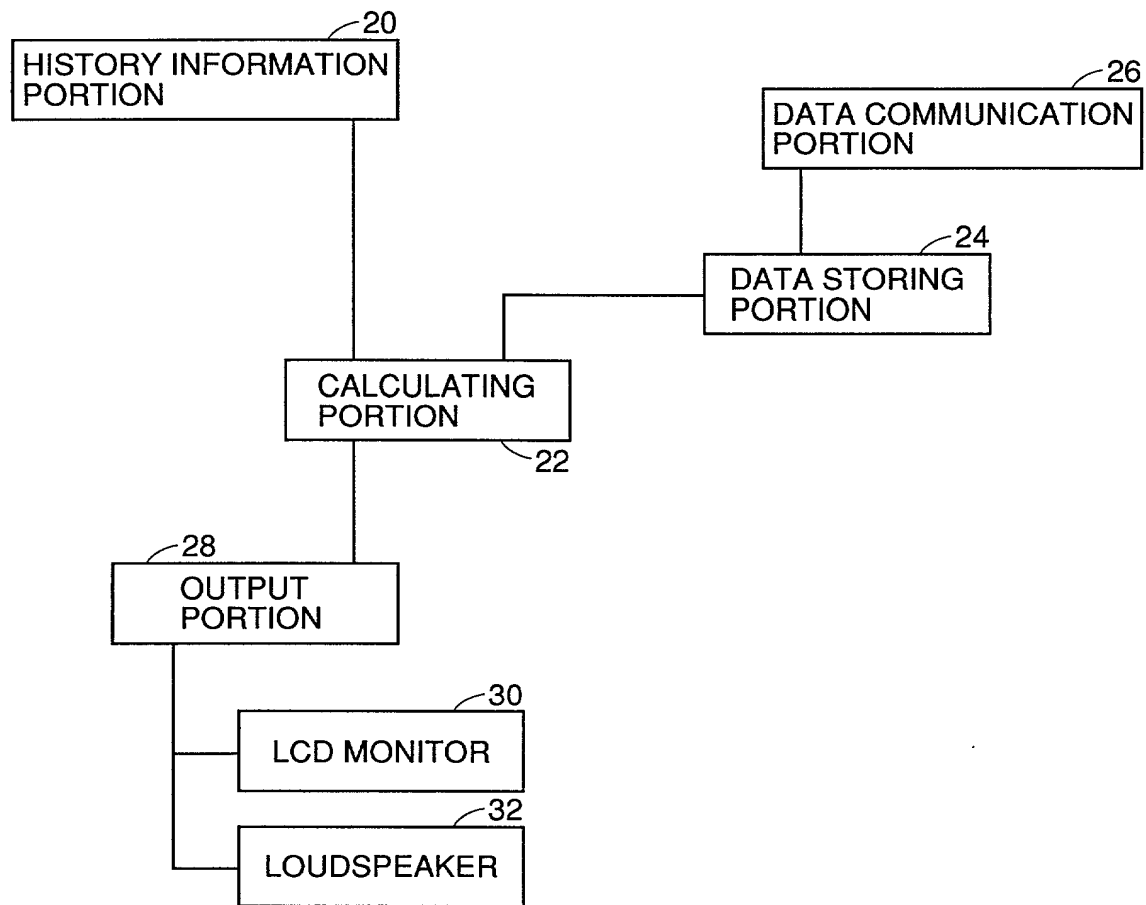 20
HISTORY INFORMATION
PORTION
26
DATA COMMUNICATION
PORTION
24
DATA STORING
PORTION
CALCULATING
PORTION
22
28
OUTPUT
PORTION
30
LCD MONITOR
32
LOUDSPEAKER